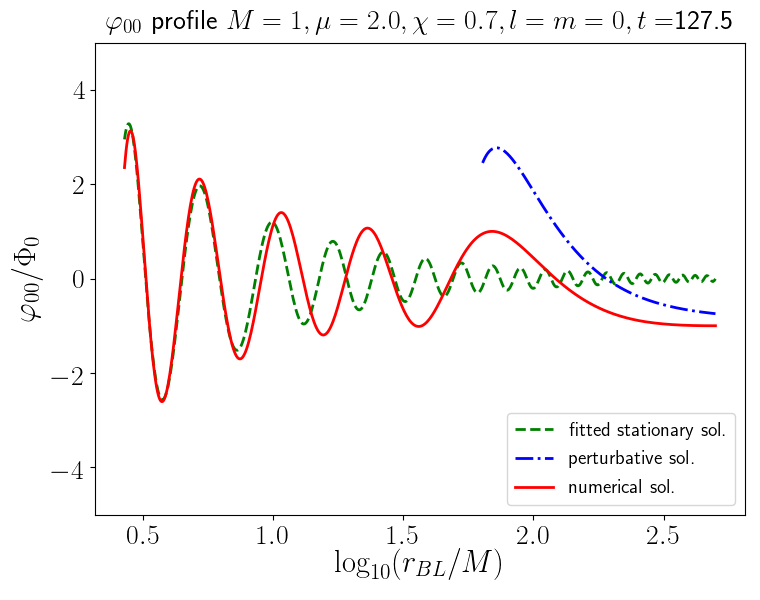 φ₀₀ profile M = 1, μ = 2.0, χ = 0.7, l = m = 0, t =127.5
φ₀₀/Φ₀
4
2
0
−2
−4
fitted stationary sol.
perturbative sol.
numerical sol.
0.5 1.0 1.5 2.0 2.5
log₁₀(r_BL/M)